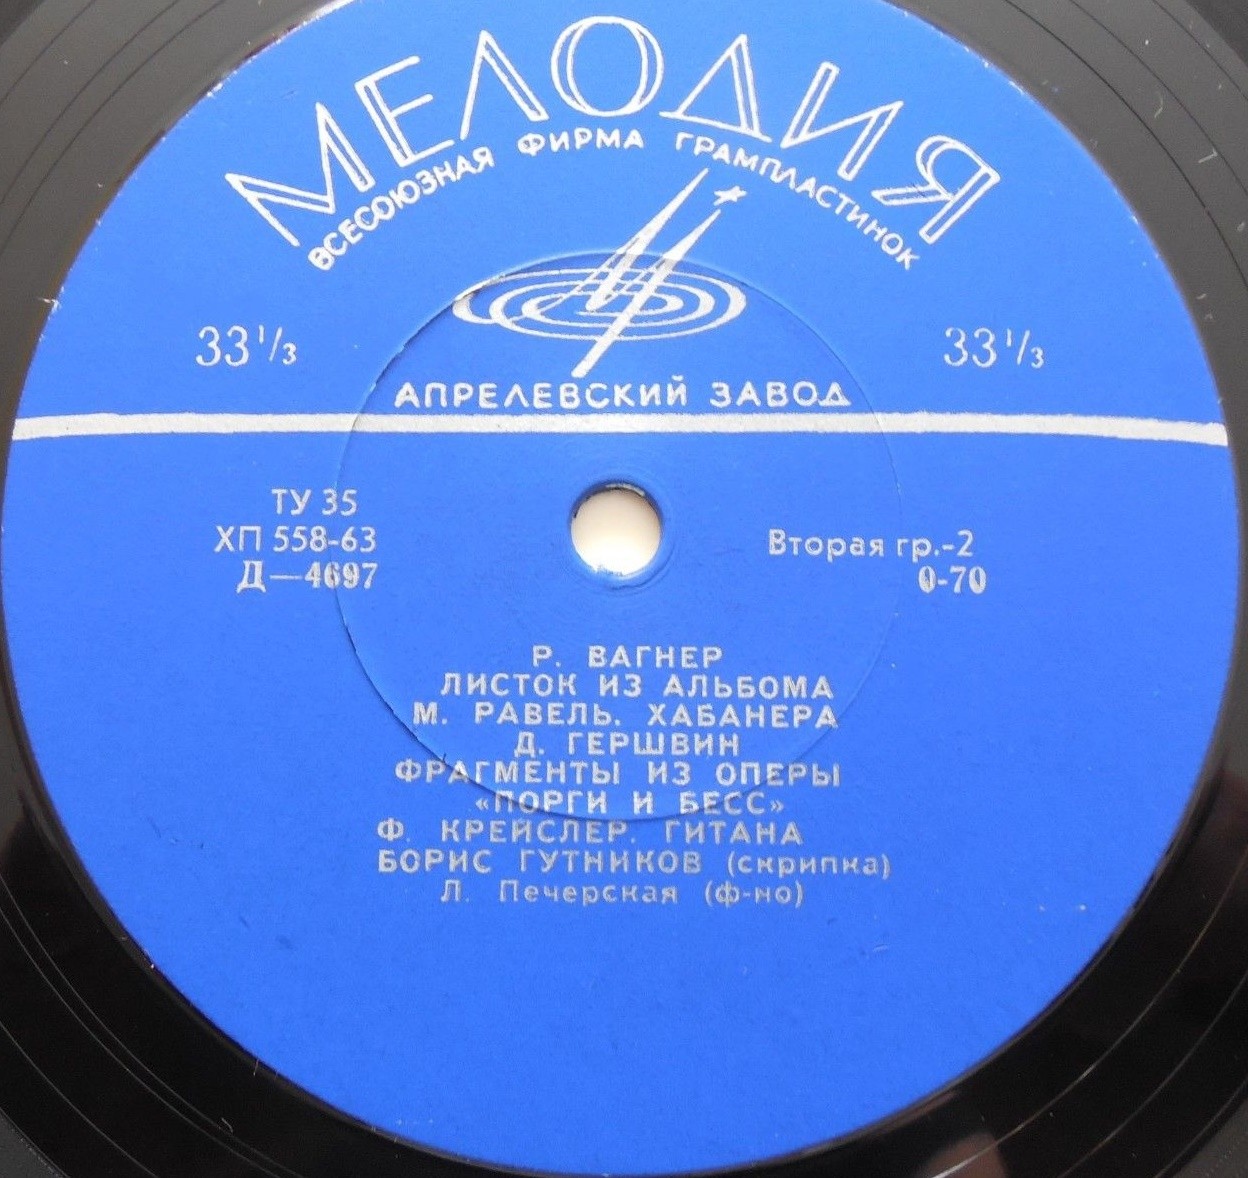 МЕЛОДИЯ
ВСЕСОЮЗНАЯ ФИРМА ГРАМПЛАСТИНОК
33⅓ 33⅓
АПРЕЛЕВСКИЙ ЗАВОД
ТУ 35
ХП 558-63
Д—4697
Вторая гр.-2
0-70
Р. ВАГНЕР
ЛИСТОК ИЗ АЛЬБОМА
М. РАВЕЛЬ. ХАБАНЕРА
Д. ГЕРШВИН
ФРАГМЕНТЫ ИЗ ОПЕРЫ
«ПОРГИ И БЕСС»
Ф. КРЕЙСЛЕР. ГИТАНА
БОРИС ГУТНИКОВ (скрипка)
Л. Печерская (ф-но)